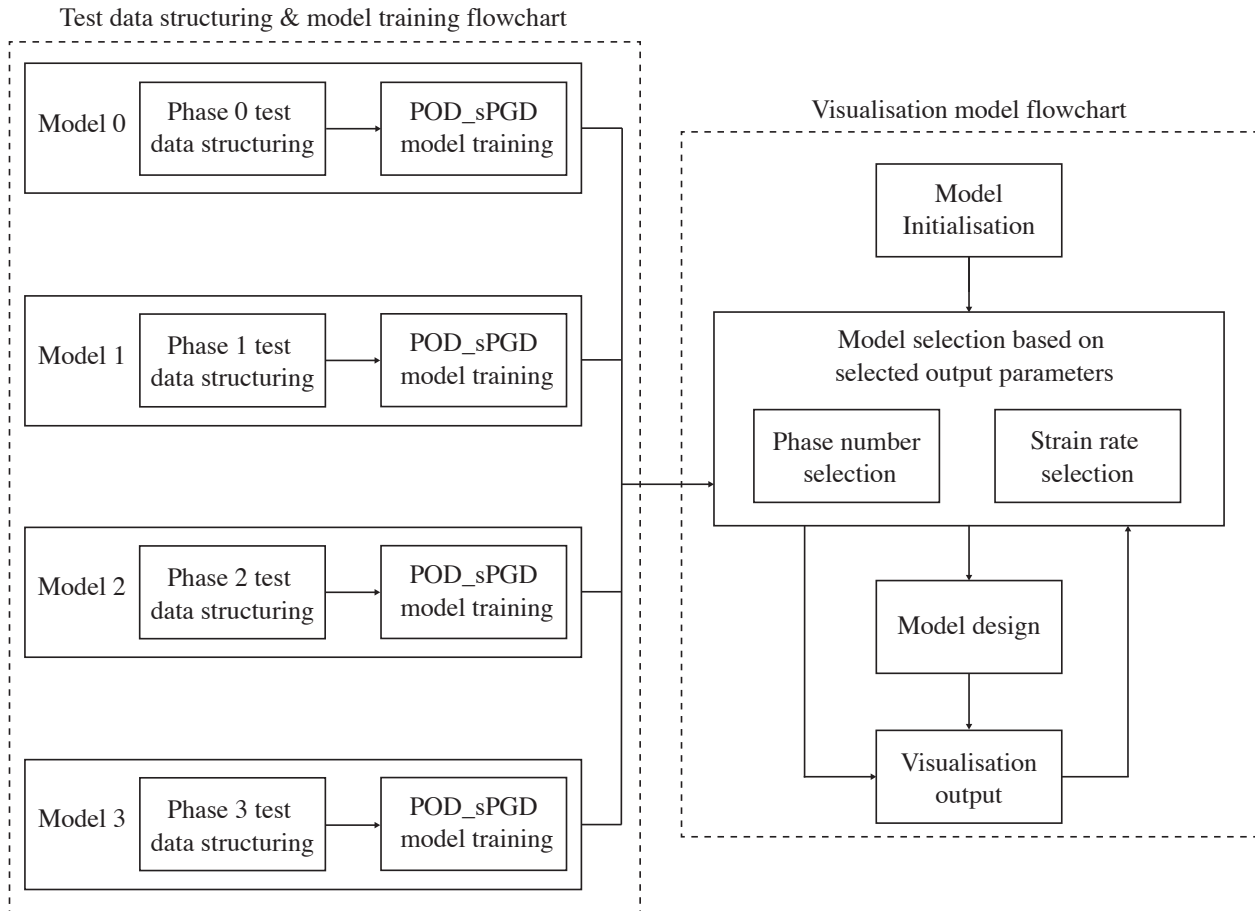 Test data structuring & model training flowchart
Model 0
Phase 0 test
data structuring
POD_sPGD
model training
Model 1
Phase 1 test
data structuring
POD_sPGD
model training
Model 2
Phase 2 test
data structuring
POD_sPGD
model training
Model 3
Phase 3 test
data structuring
POD_sPGD
model training
Visualisation model flowchart
Model
Initialisation
Model selection based on
selected output parameters
Phase number
selection
Strain rate
selection
Model design
Visualisation
output